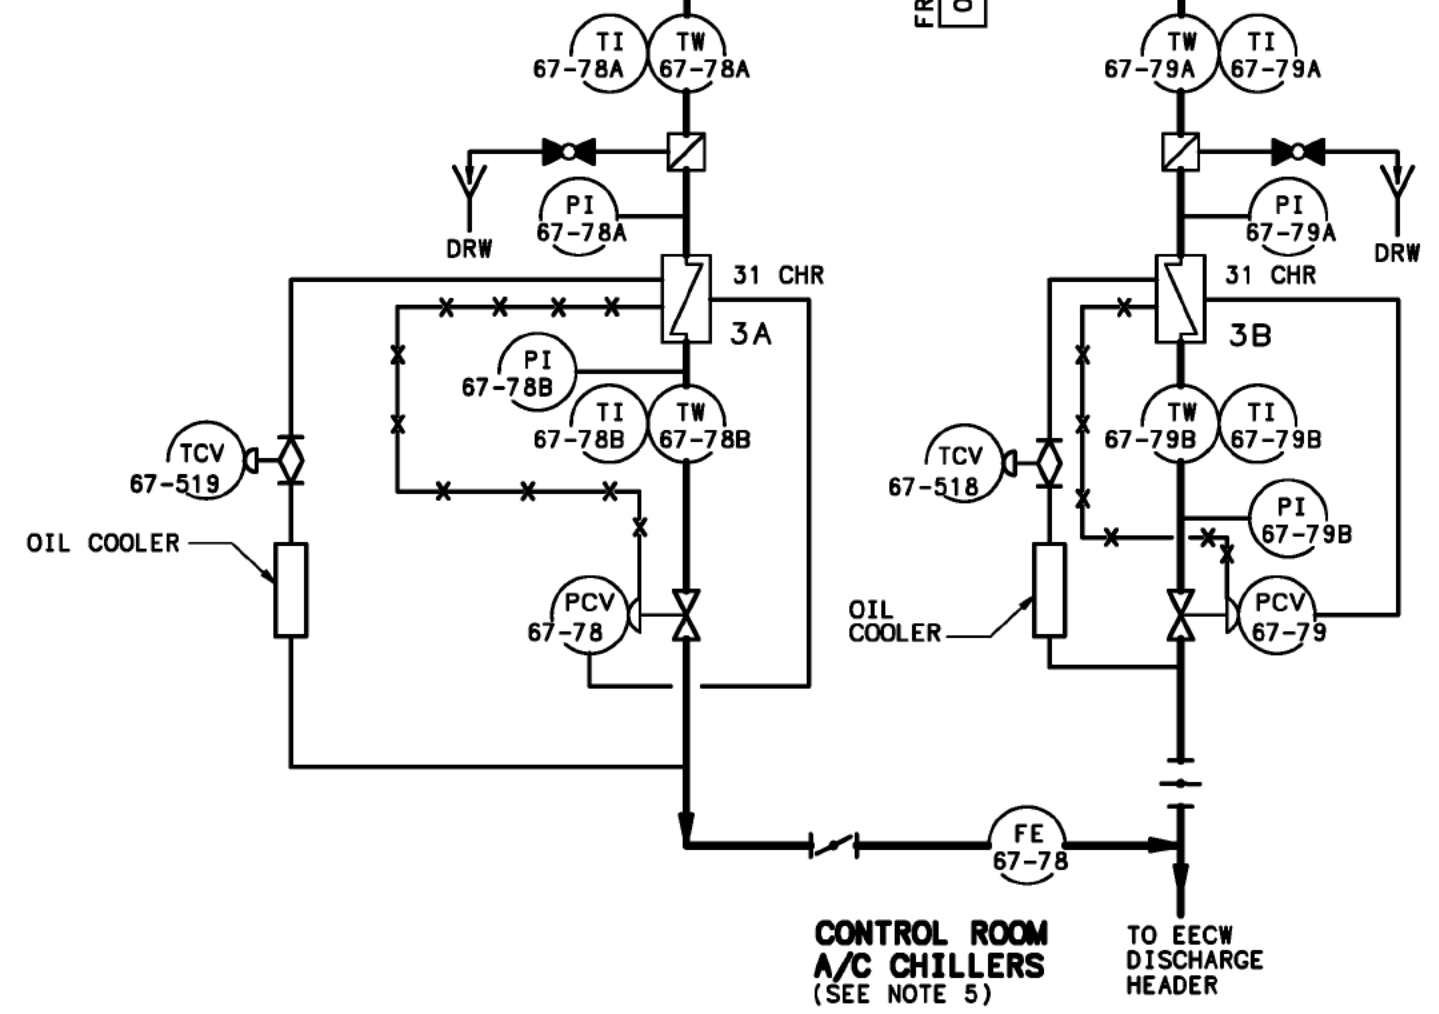 FR
O
TI
67-78A
TW
67-78A
TW
67-79A
TI
67-79A
PI
67-78A
DRW
PI
67-79A
DRW
31 CHR
3A
31 CHR
3B
PI
67-78B
TI
67-78B
TW
67-78B
TW
67-79B
TI
67-79B
TCV
67-519
TCV
67-518
PI
67-79B
OIL COOLER
PCV
67-78
OIL
COOLER
PCV
67-79
FE
67-78
CONTROL ROOM
A/C CHILLERS
(SEE NOTE 5)
TO EECW
DISCHARGE
HEADER